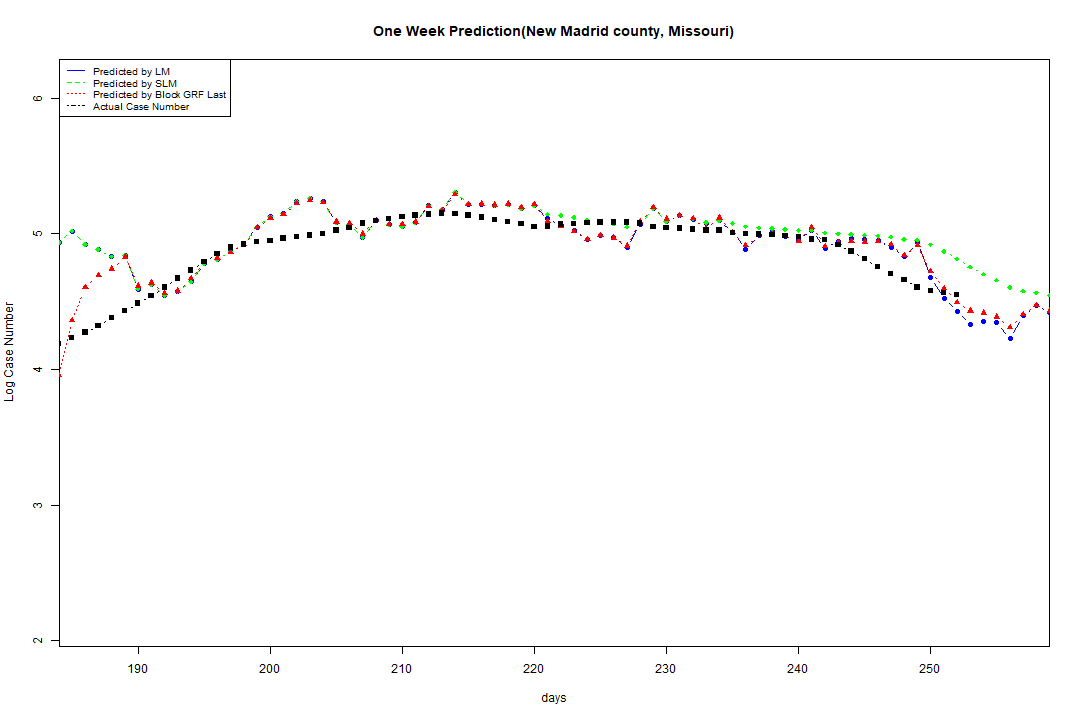 One Week Prediction(New Madrid county, Missouri)
Predicted by LM
Predicted by SLM
Predicted by Block GRF Last
Actual Case Number
6
5
4
3
2
Log Case Number
190 200 210 220 230 240 250
days